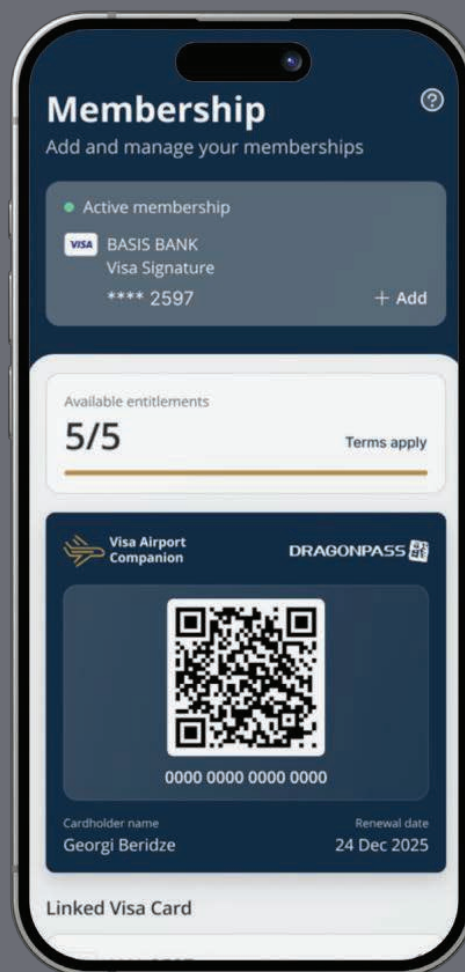 Membership
Add and manage your memberships
Active membership
VISA
BASIS BANK
Visa Signature
**** 2597
+ Add
Available entitlements
5/5
Terms apply
Visa Airport
Companion
DRAGONPASS
0000 0000 0000 0000
Cardholder name
Georgi Beridze
Renewal date
24 Dec 2025
Linked Visa Card